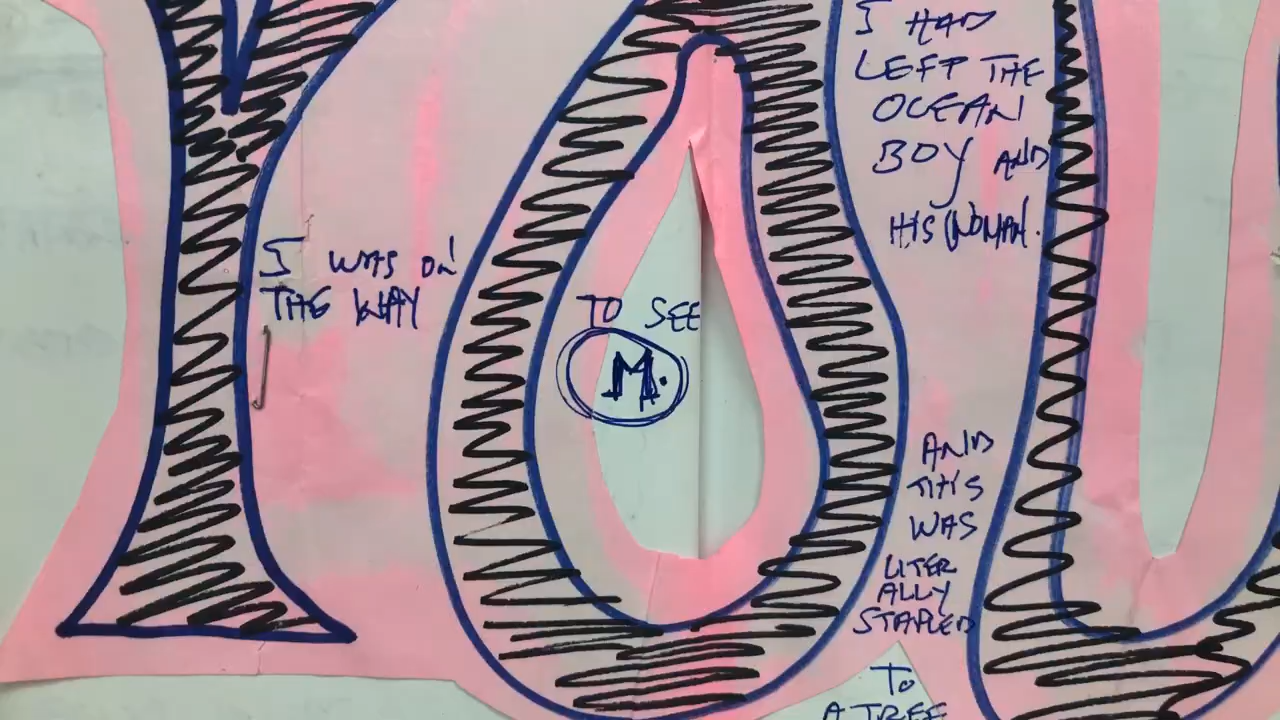 YOU
I HAD
LEFT THE
OCEAN
BOY AND
HIS WOMAN.
I WAS ON
THE WAY
TO SEE
M.
AND
THIS
WAS
LITER
ALLY
STAPLED
TO
A TREE